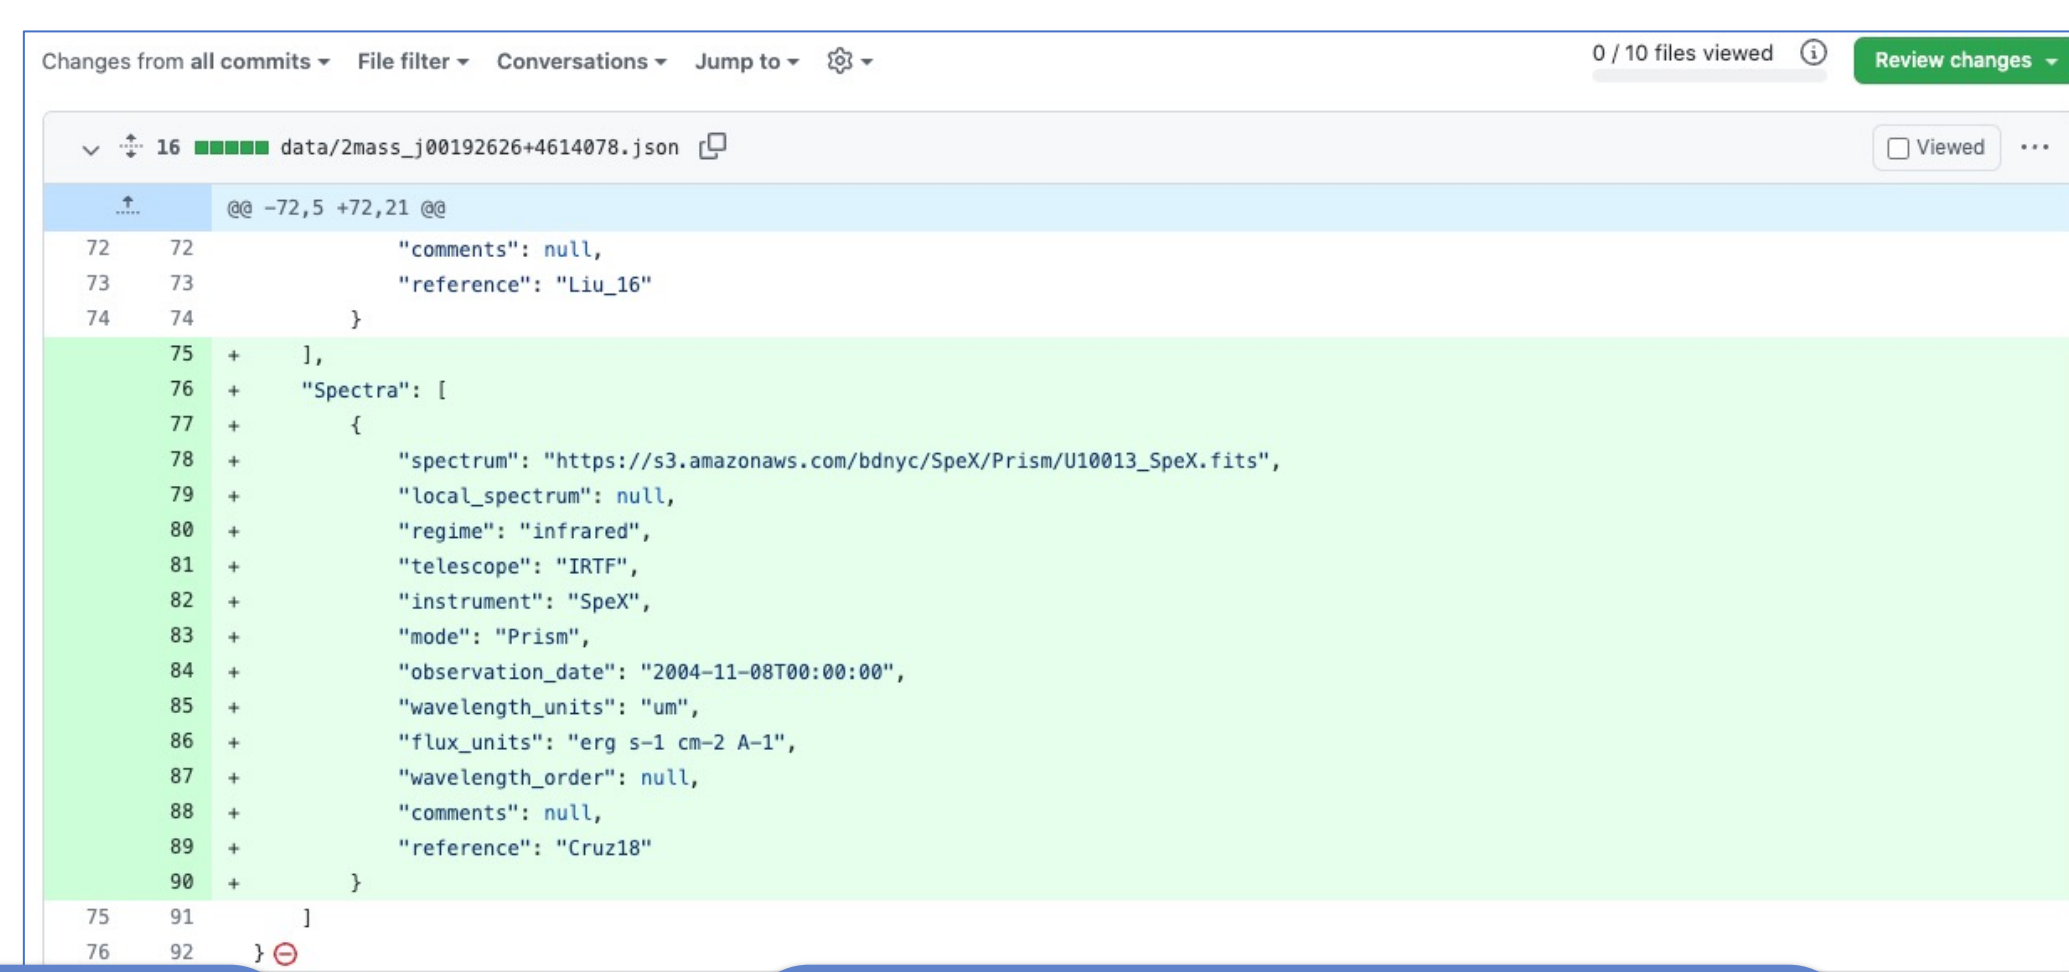 Changes from all commits File filter Conversations Jump to 0 / 10 files viewed Review changes
16 data/2mass_j00192626+4614078.json Viewed ...
@@ -72,5 +72,21 @@
72 72 "comments": null,
73 73 "reference": "Liu_16"
74 74 }
75 + ],
76 + "Spectra": [
77 + {
78 + "spectrum": "https://s3.amazonaws.com/bdnyc/SpeX/Prism/U10013_SpeX.fits",
79 + "local_spectrum": null,
80 + "regime": "infrared",
81 + "telescope": "IRTF",
82 + "instrument": "SpeX",
83 + "mode": "Prism",
84 + "observation_date": "2004-11-08T00:00:00",
85 + "wavelength_units": "um",
86 + "flux_units": "erg s-1 cm-2 A-1",
87 + "wavelength_order": null,
88 + "comments": null,
89 + "reference": "Cruz18"
90 + }
75 91 ]
76 92 }